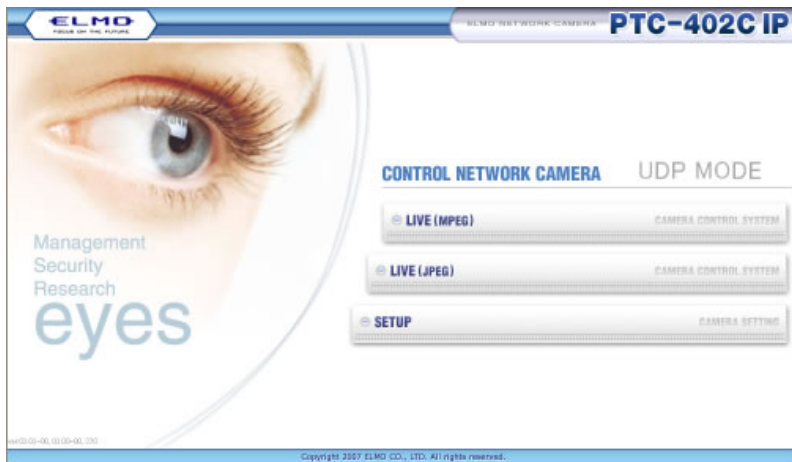 ELMO
FOCUS ON THE FUTURE
ELMO NETWORK CAMERA PTC-402C IP
CONTROL NETWORK CAMERA UDP MODE
LIVE (MPEG) CAMERA CONTROL SYSTEM
LIVE (JPEG) CAMERA CONTROL SYSTEM
SETUP CAMERA SETTING
Management
Security
Research
eyes
Copyright 2007 ELMO CO., LTD. All rights reserved.